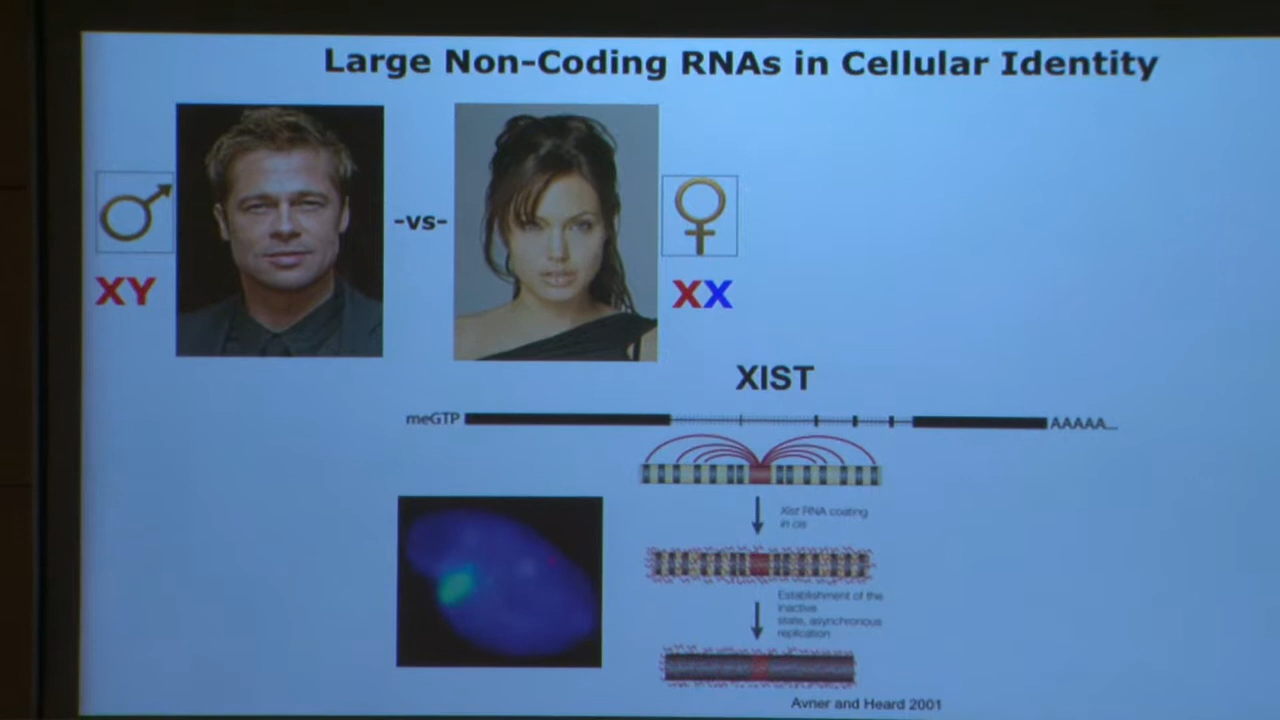 Large Non-Coding RNAs in Cellular Identity
-vs-
XY
XX
XIST
meGTP
AAAAA...
Xist RNA coating
in cis
Establishment of the
inactive
state, asynchronous
replication
Avner and Heard 2001